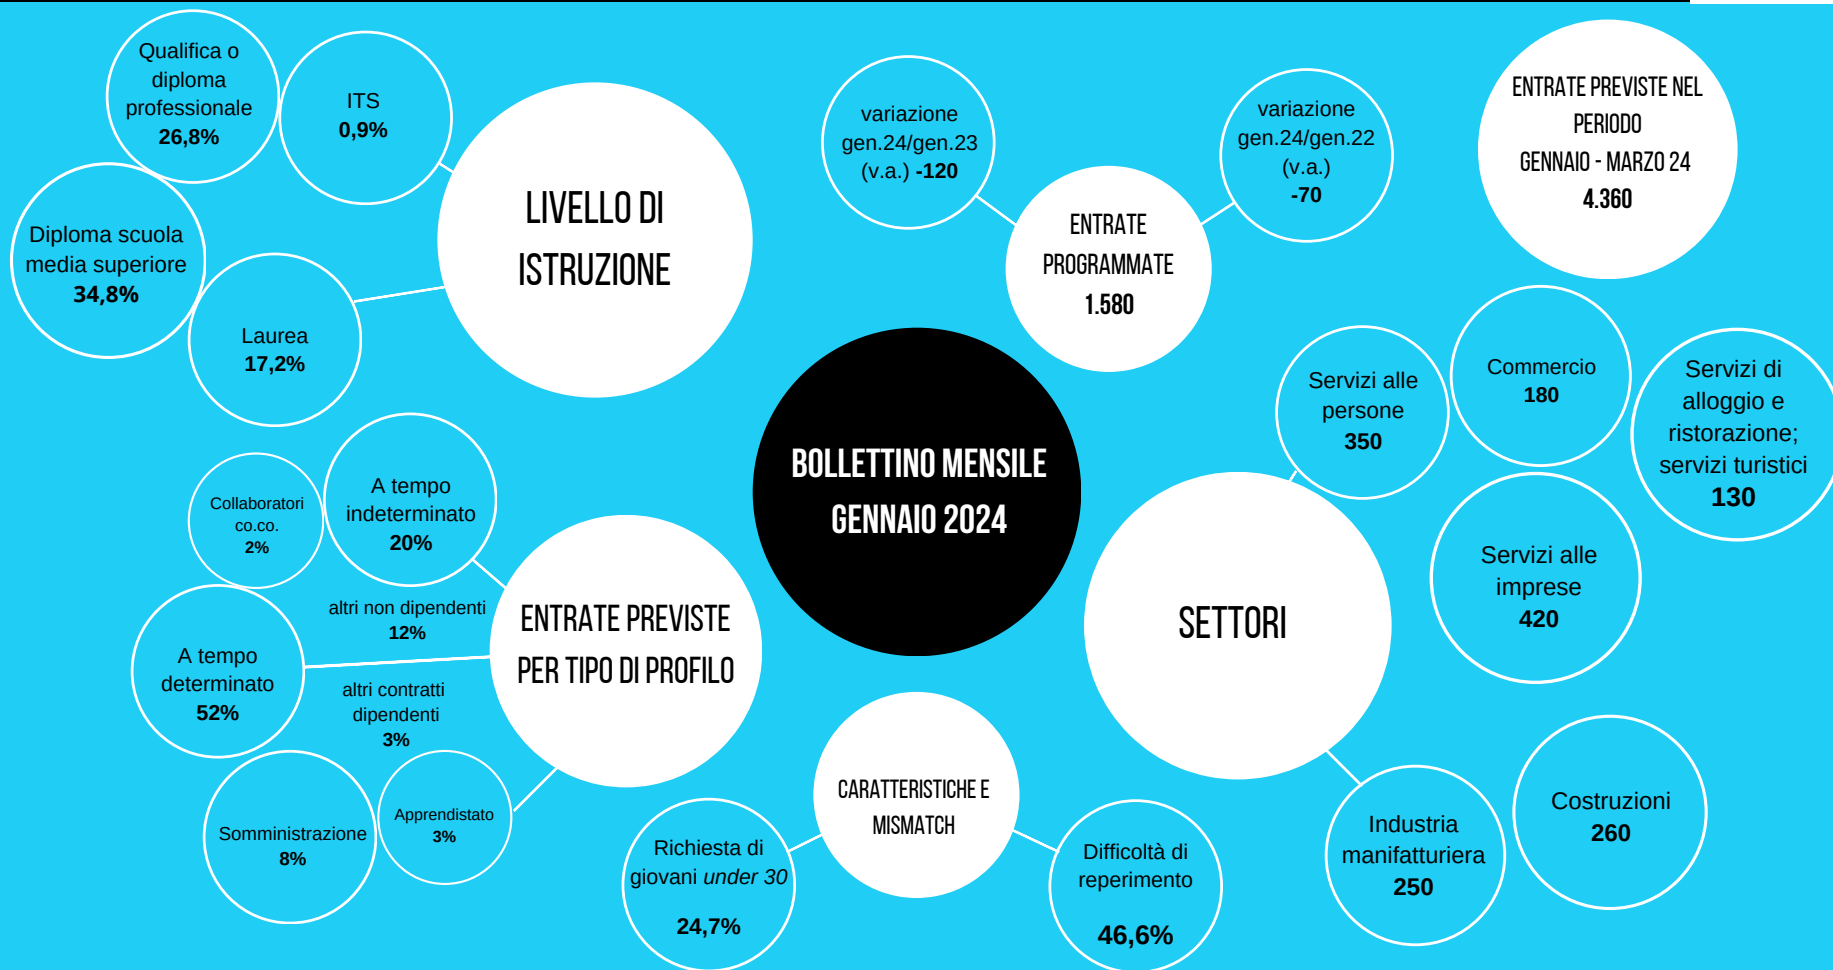 Qualifica o
diploma
professionale
26,8%
ITS
0,9%
Diploma scuola
media superiore
34,8%
Laurea
17,2%
LIVELLO DI
ISTRUZIONE
variazione
gen.24/gen.23
(v.a.) -120
variazione
gen.24/gen.22
(v.a.)
-70
ENTRATE
PROGRAMMATE
1.580
ENTRATE PREVISTE NEL
PERIODO
GENNAIO - MARZO 24
4.360
BOLLETTINO MENSILE
GENNAIO 2024
Servizi alle
persone
350
Commercio
180
Servizi di
alloggio e
ristorazione;
servizi turistici
130
Servizi alle
imprese
420
SETTORI
Industria
manifatturiera
250
Costruzioni
260
Collaboratori
co.co.
2%
A tempo
indeterminato
20%
altri non dipendenti
12%
A tempo
determinato
52%
altri contratti
dipendenti
3%
Somministrazione
8%
Apprendistato
3%
ENTRATE PREVISTE
PER TIPO DI PROFILO
CARATTERISTICHE E
MISMATCH
Richiesta di
giovani under 30
24,7%
Difficoltà di
reperimento
46,6%